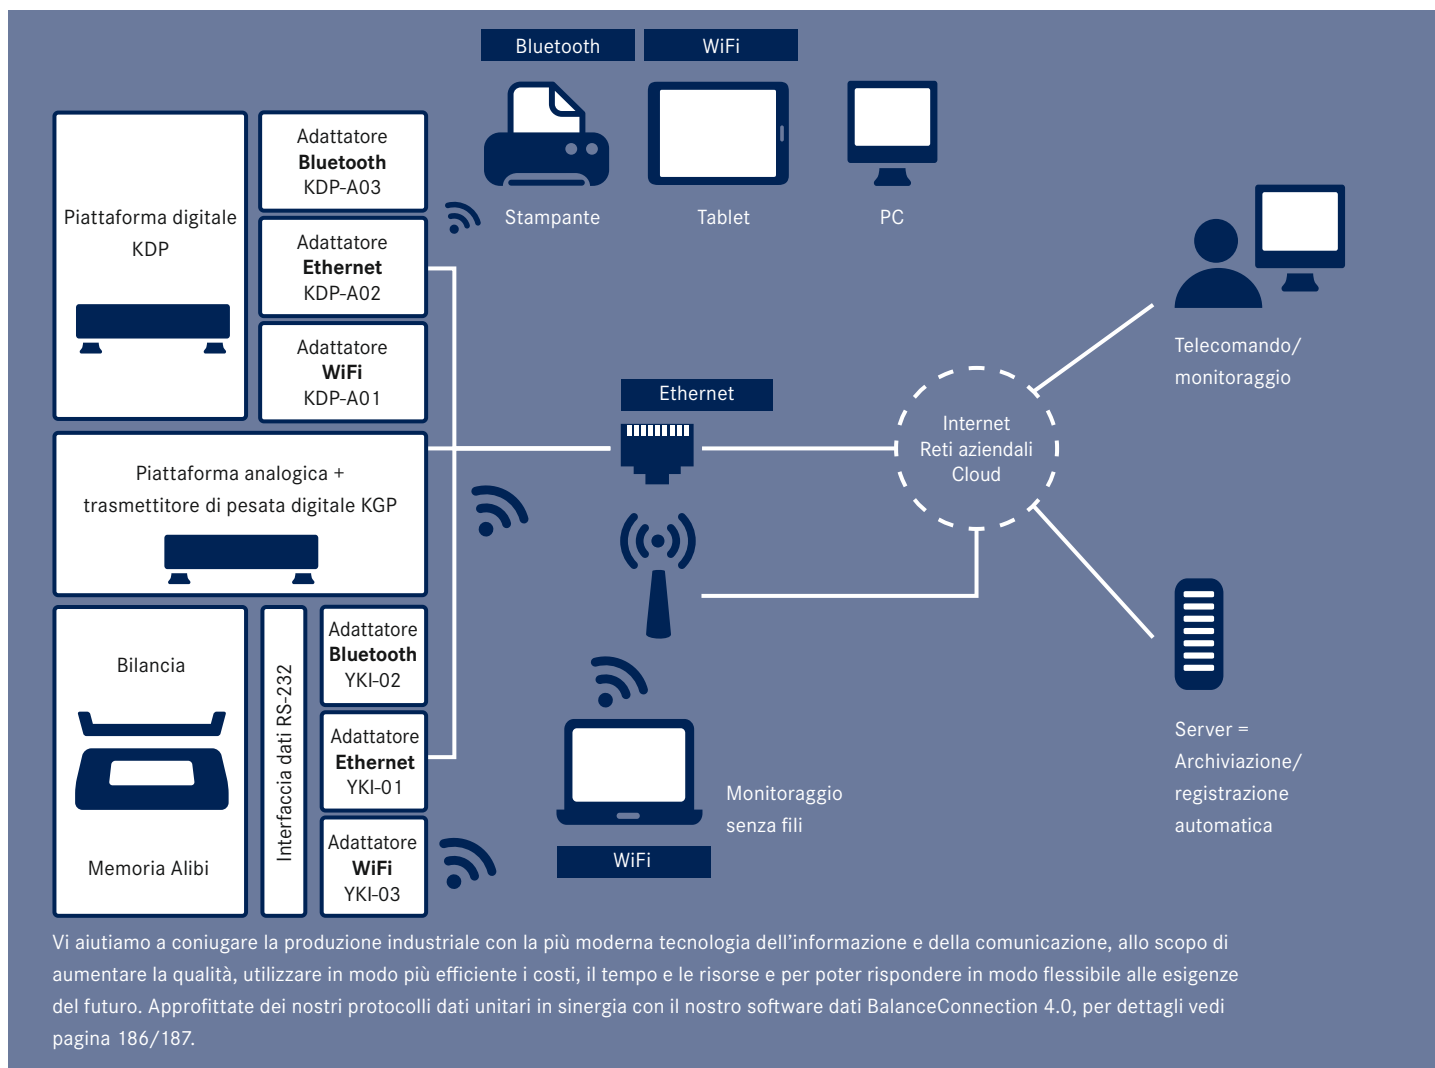 Bluetooth
WiFi
Stampante
Tablet
PC
Piattaforma digitale
KDP
Adattatore
Bluetooth
KDP-A03
Adattatore
Ethernet
KDP-A02
Adattatore
WiFi
KDP-A01
Piattaforma analogica +
trasmettitore di pesata digitale KGP
Bilancia
Memoria Alibi
Interfaccia dati RS-232
Adattatore
Bluetooth
YKI-02
Adattatore
Ethernet
YKI-01
Adattatore
WiFi
YKI-03
Ethernet
Internet
Reti aziendali
Cloud
Telecomando/
monitoraggio
Monitoraggio
senza fili
WiFi
Server =
Archiviazione/
registrazione
automatica
Vi aiutiamo a coniugare la produzione industriale con la più moderna tecnologia dell'informazione e della comunicazione, allo scopo di
aumentare la qualità, utilizzare in modo più efficiente i costi, il tempo e le risorse e per poter rispondere in modo flessibile alle esigenze
del futuro. Approfittate dei nostri protocolli dati unitari in sinergia con il nostro software dati BalanceConnection 4.0, per dettagli vedi
pagina 186/187.